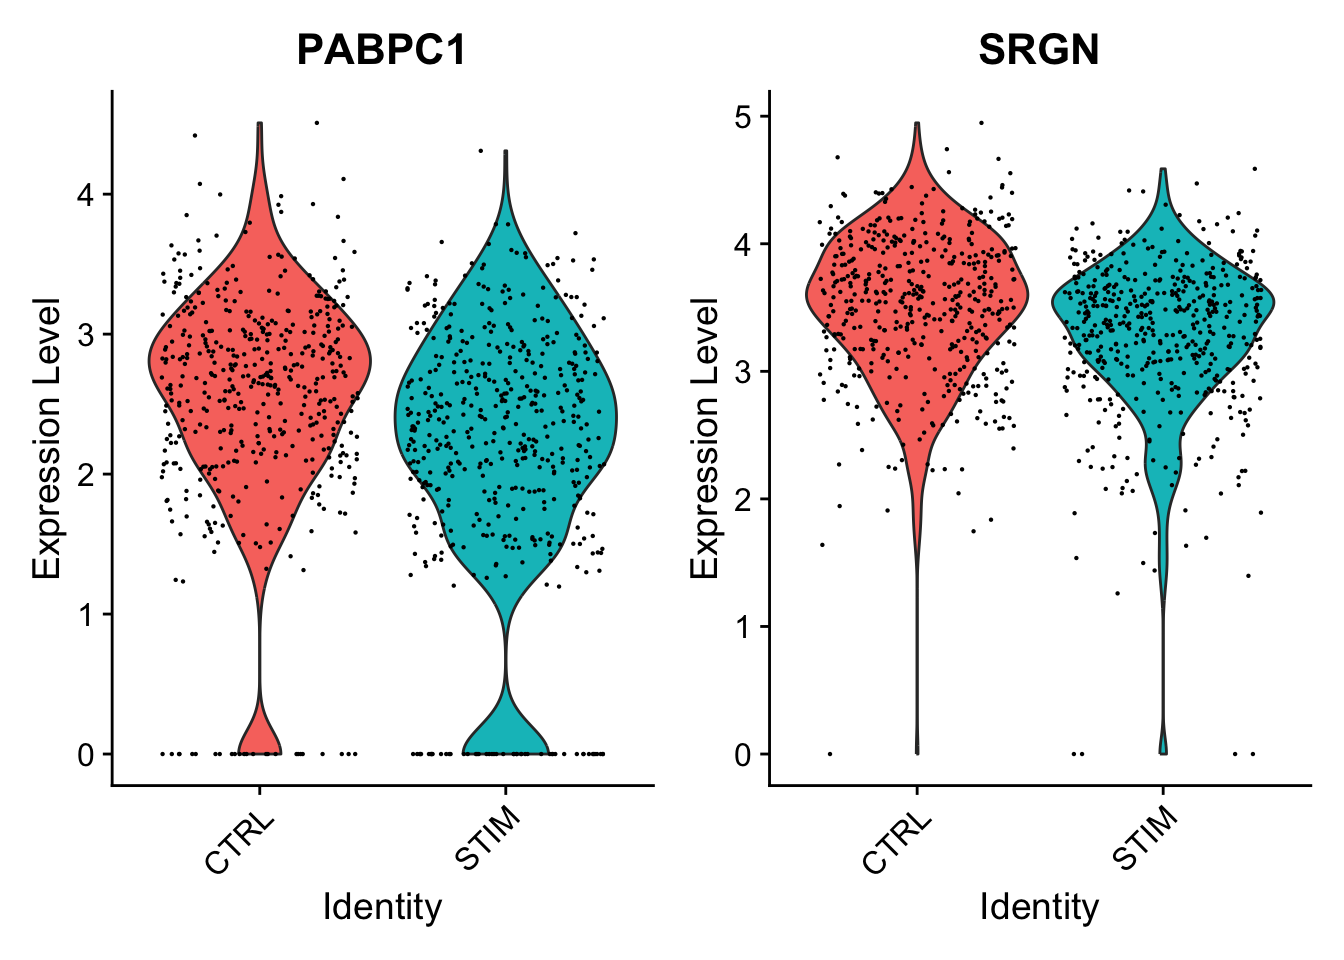 PABPC1
Expression Level
4
3
2
1
0
CTRL
STIM
Identity
SRGN
Expression Level
5
4
3
2
1
0
CTRL
STIM
Identity